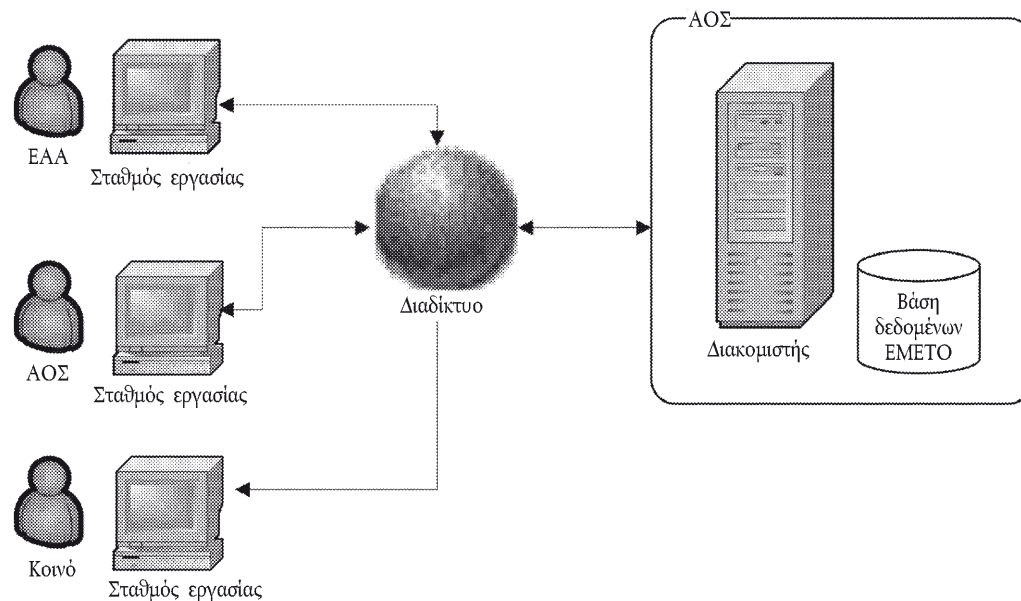 ΑΟΣ
ΕΑΑ
Σταθμός εργασίας
Διαδίκτυο
Βάση
δεδομένων
ΕΜΕΤΟ
Διακομιστής
ΑΟΣ
Σταθμός εργασίας
Κοινό
Σταθμός εργασίας